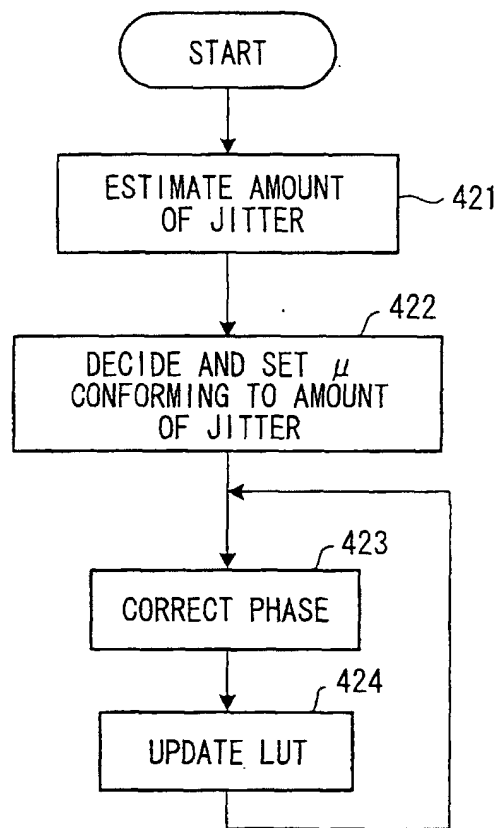 START
ESTIMATE AMOUNT
OF JITTER
421
422
DECIDE AND SET μ
CONFORMING TO AMOUNT
OF JITTER
423
CORRECT PHASE
424
UPDATE LUT